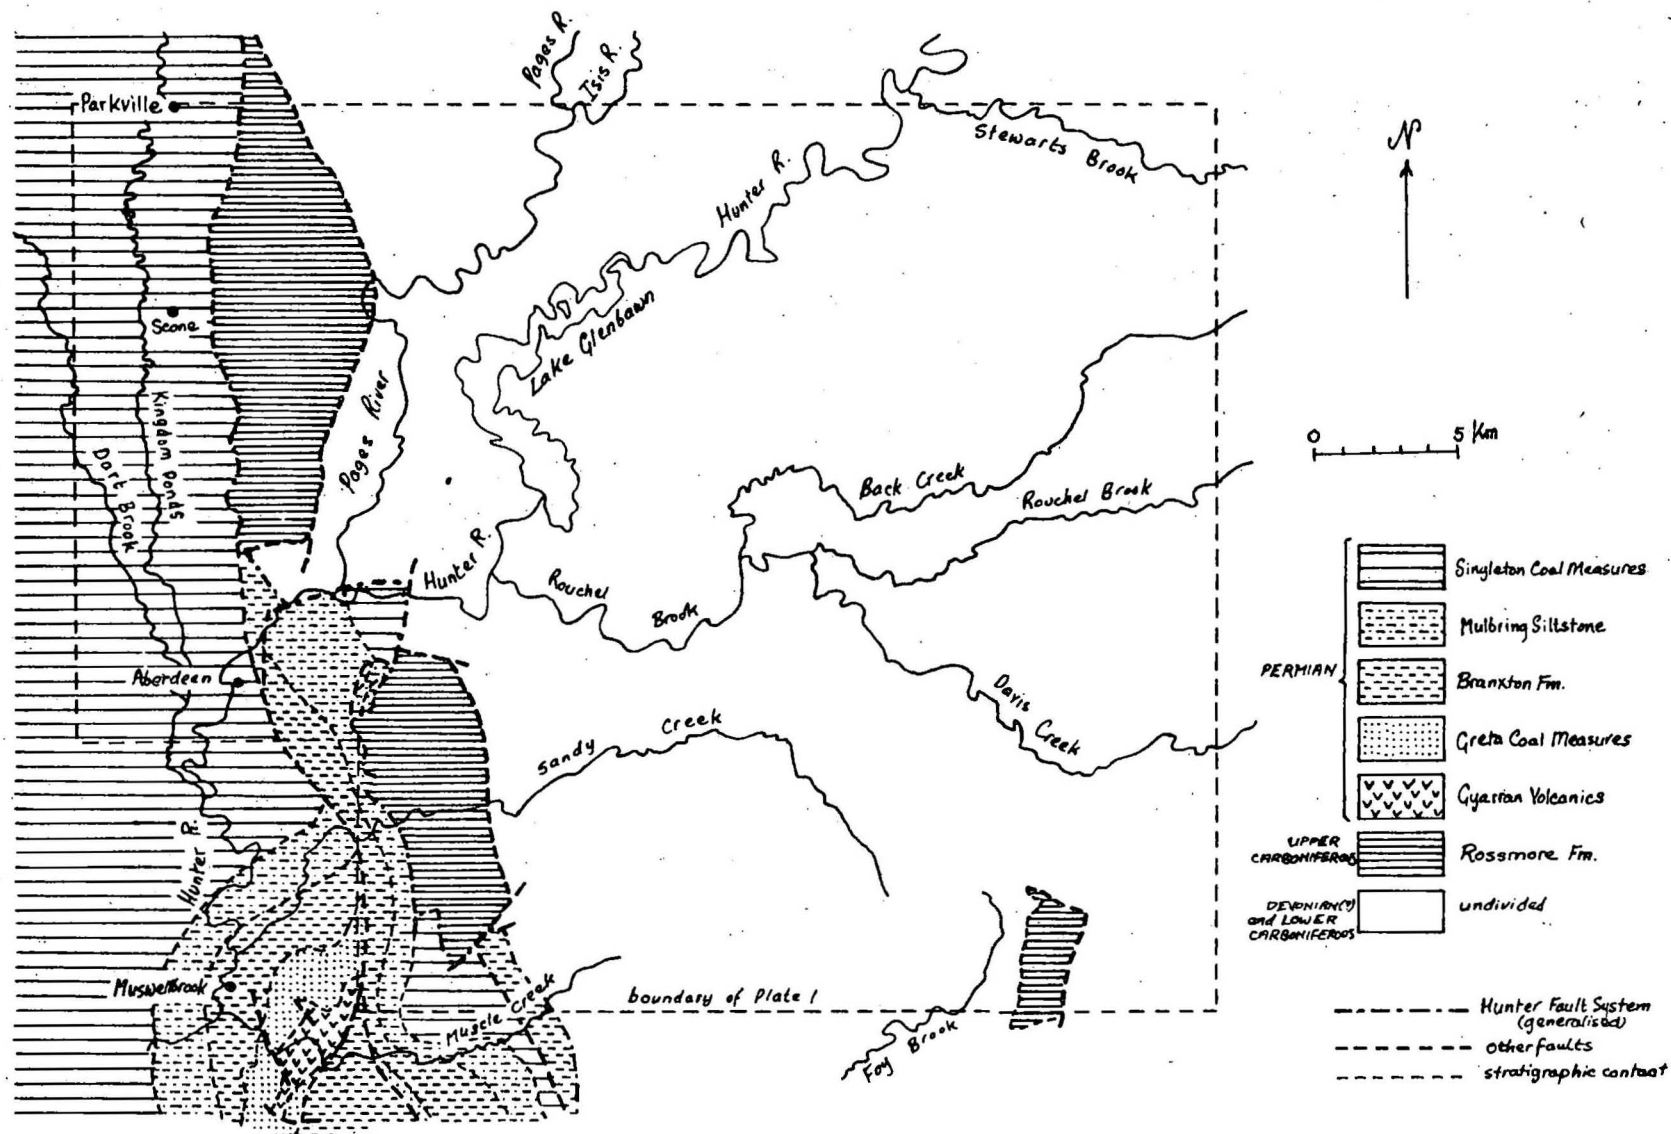 Pages R.
Isis R.
Parkville
Stewarts Brook
N
Hunter R.
Scone
Lake Glenbawn
0 5 Km
Kingdom Ponds
Pages River
Dart Brook
Back Creek
Rouchel Brook
Hunter R.
Rouchel
Brook
Singleton Coal Measures
Mulbring Siltstone
PERMIAN
Branxton Fm.
Aberdeen
Davis
Creek
Sandy Creek
Greta Coal Measures
Gyarran Volcanics
Hunter R.
UPPER
CARBONIFEROUS
Rossmore Fm.
DEVONIAN(?)
and LOWER
CARBONIFEROUS
undivided
Muswellbrook
boundary of Plate 1
Muscle Creek
Foy Brook
Hunter Fault System
(generalised)
other faults
stratigraphic contact